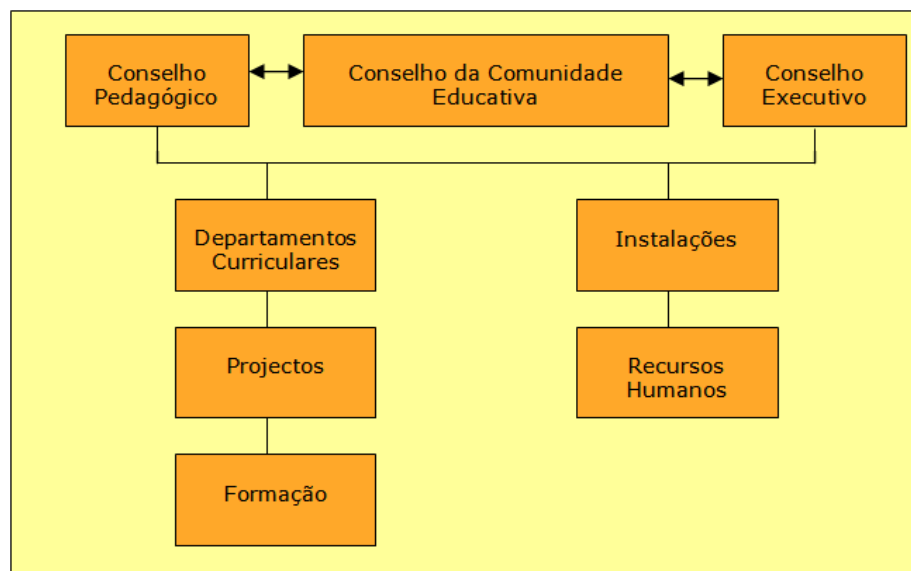 Conselho
Pedagógico
Conselho da Comunidade
Educativa
Conselho
Executivo
Departamentos
Curriculares
Instalações
Projectos
Recursos
Humanos
Formação